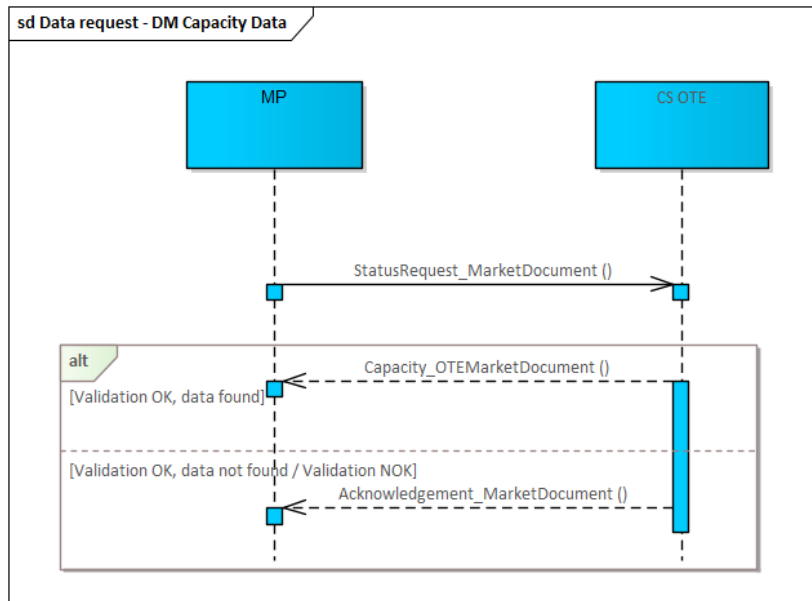 sd Data request - DM Capacity Data
MP
CS OTE
StatusRequest_MarketDocument ()
alt
Capacity_OTEMarketDocument ()
[Validation OK, data found]
[Validation OK, data not found / Validation NOK]
Acknowledgement_MarketDocument ()